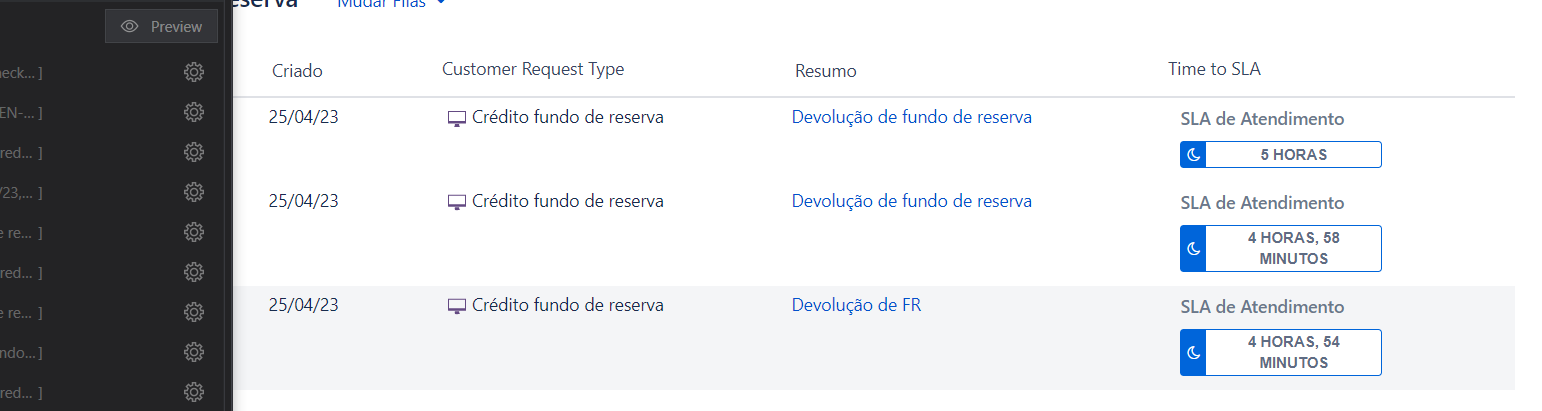 reserva Mudar Filas
Preview
Criado Customer Request Type Resumo Time to SLA
heck... ]
25/04/23 Crédito fundo de reserva Devolução de fundo de reserva SLA de Atendimento
EN-... ]
5 HORAS
red... ]
/23,... ]
25/04/23 Crédito fundo de reserva Devolução de fundo de reserva SLA de Atendimento
e re... ]
4 HORAS, 58
MINUTOS
red... ]
25/04/23 Crédito fundo de reserva Devolução de FR SLA de Atendimento
e re... ]
4 HORAS, 54
MINUTOS
ndo... ]
red... ]